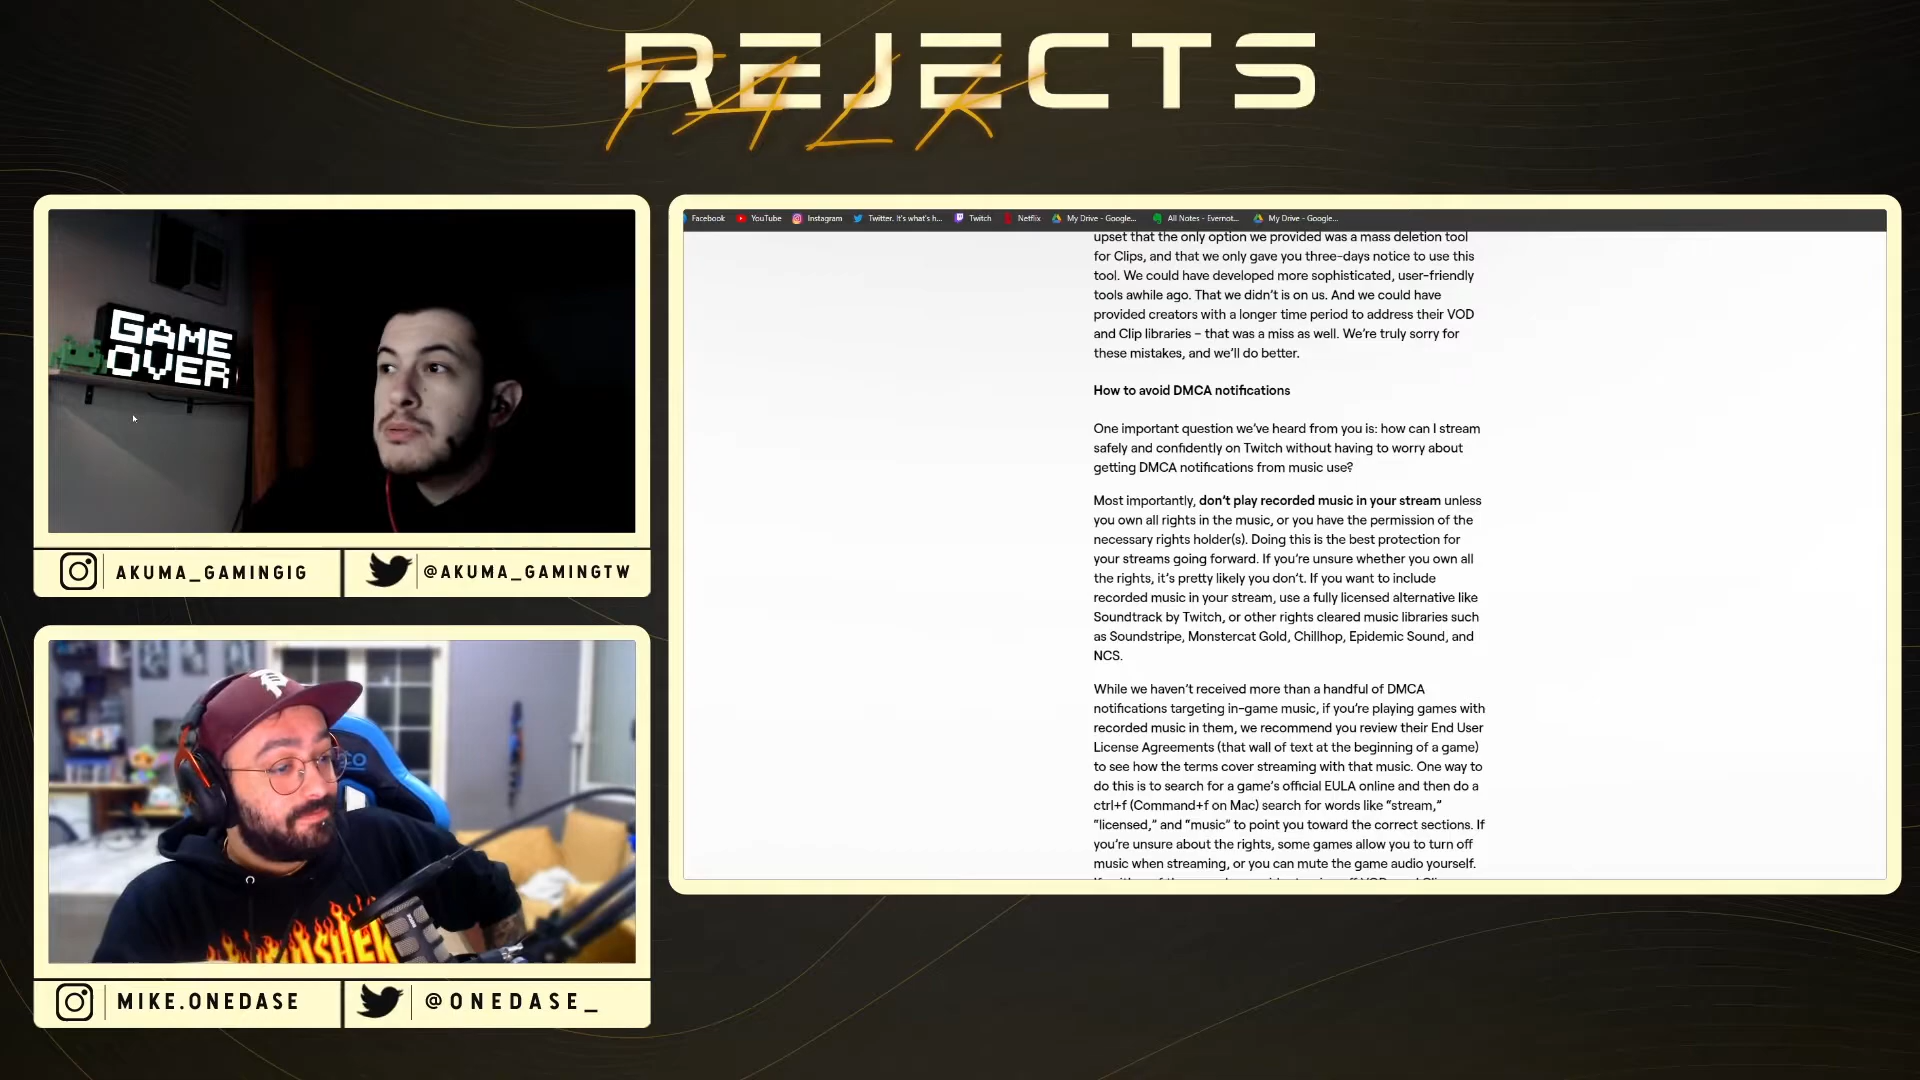 REJECTS
TALK
GAME
OVER
AKUMA_GAMINGIG
@AKUMA_GAMINGTW
MIKE.ONEDASE
@ONEDASE_
Facebook YouTube Instagram Twitter. It's what's h... Twitch Netflix My Drive - Google... All Notes - Evernot... My Drive - Google...
upset that the only option we provided was a mass deletion tool
for Clips, and that we only gave you three-days notice to use this
tool. We could have developed more sophisticated, user-friendly
tools awhile ago. That we didn't is on us. And we could have
provided creators with a longer time period to address their VOD
and Clip libraries – that was a miss as well. We're truly sorry for
these mistakes, and we'll do better.
How to avoid DMCA notifications
One important question we've heard from you is: how can I stream
safely and confidently on Twitch without having to worry about
getting DMCA notifications from music use?
Most importantly, don't play recorded music in your stream unless
you own all rights in the music, or you have the permission of the
necessary rights holder(s). Doing this is the best protection for
your streams going forward. If you're unsure whether you own all
the rights, it's pretty likely you don't. If you want to include
recorded music in your stream, use a fully licensed alternative like
Soundtrack by Twitch, or other rights cleared music libraries such
as Soundstripe, Monstercat Gold, Chillhop, Epidemic Sound, and
NCS.
While we haven't received more than a handful of DMCA
notifications targeting in-game music, if you're playing games with
recorded music in them, we recommend you review their End User
License Agreements (that wall of text at the beginning of a game)
to see how the terms cover streaming with that music. One way to
do this is to search for a game's official EULA online and then do a
ctrl+f (Command+f on Mac) search for words like “stream,”
“licensed,” and “music” to point you toward the correct sections. If
you're unsure about the rights, some games allow you to turn off
music when streaming, or you can mute the game audio yourself.